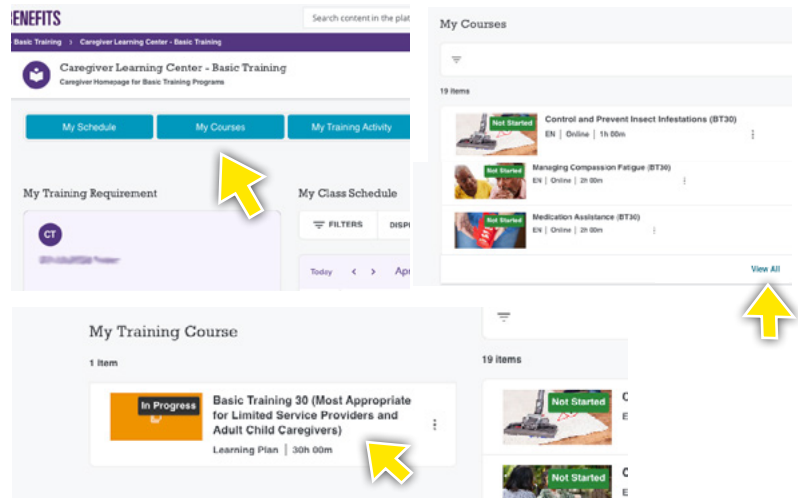 ENEFITS
Search content in the plat
Basic Training > Caregiver Learning Center - Basic Training
Caregiver Learning Center - Basic Training
Caregiver Homepage for Basic Training Programs
My Schedule
My Courses
My Training Activity
My Training Requirement
My Class Schedule
CT
FILTERS
DISP
Today < > Apr
My Courses
19 items
Not Started
Control and Prevent Insect Infestations (BT30)
EN | Online | 1h 00m
Not Started
Managing Compassion Fatigue (BT30)
EN | Online | 2h 00m
Not Started
Medication Assistance (BT30)
EN | Online | 2h 00m
View All
My Training Course
1 item
In Progress
Basic Training 30 (Most Appropriate
for Limited Service Providers and
Adult Child Caregivers)
Learning Plan | 30h 00m
19 items
Not Started
C
E
Not Started
C
E